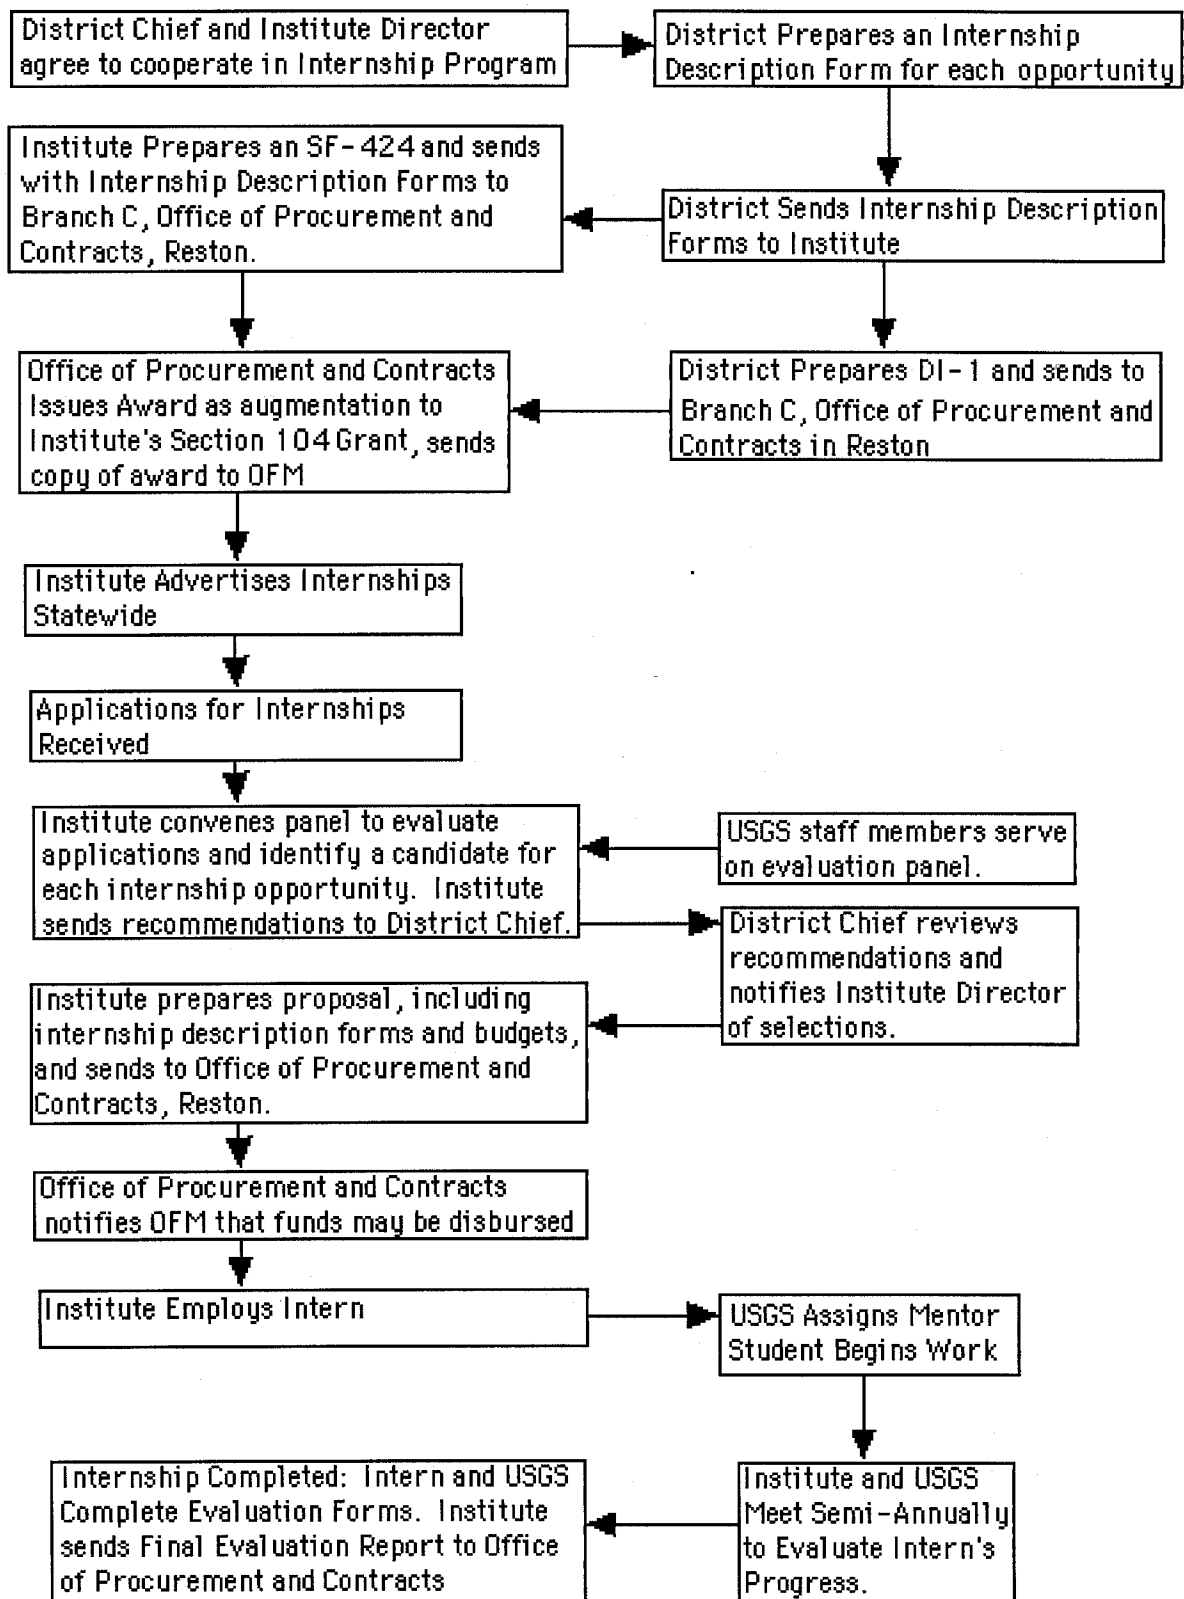 District Chief and Institute Director
agree to cooperate in Internship Program
District Prepares an Internship
Description Form for each opportunity
Institute Prepares an SF-424 and sends
with Internship Description Forms to
Branch C, Office of Procurement and
Contracts, Reston.
District Sends Internship Description
Forms to Institute
Office of Procurement and Contracts
Issues Award as augmentation to
Institute's Section 104 Grant, sends
copy of award to OFM
District Prepares DI-1 and sends to
Branch C, Office of Procurement and
Contracts in Reston
Institute Advertises Internships
Statewide
Applications for Internships
Received
Institute convenes panel to evaluate
applications and identify a candidate for
each internship opportunity. Institute
sends recommendations to District Chief.
USGS staff members serve
on evaluation panel.
District Chief reviews
recommendations and
notifies Institute Director
of selections.
Institute prepares proposal, including
internship description forms and budgets,
and sends to Office of Procurement and
Contracts, Reston.
Office of Procurement and Contracts
notifies OFM that funds may be disbursed
Institute Employs Intern
USGS Assigns Mentor
Student Begins Work
Institute and USGS
Meet Semi-Annually
to Evaluate Intern's
Progress.
Internship Completed: Intern and USGS
Complete Evaluation Forms. Institute
sends Final Evaluation Report to Office
of Procurement and Contracts